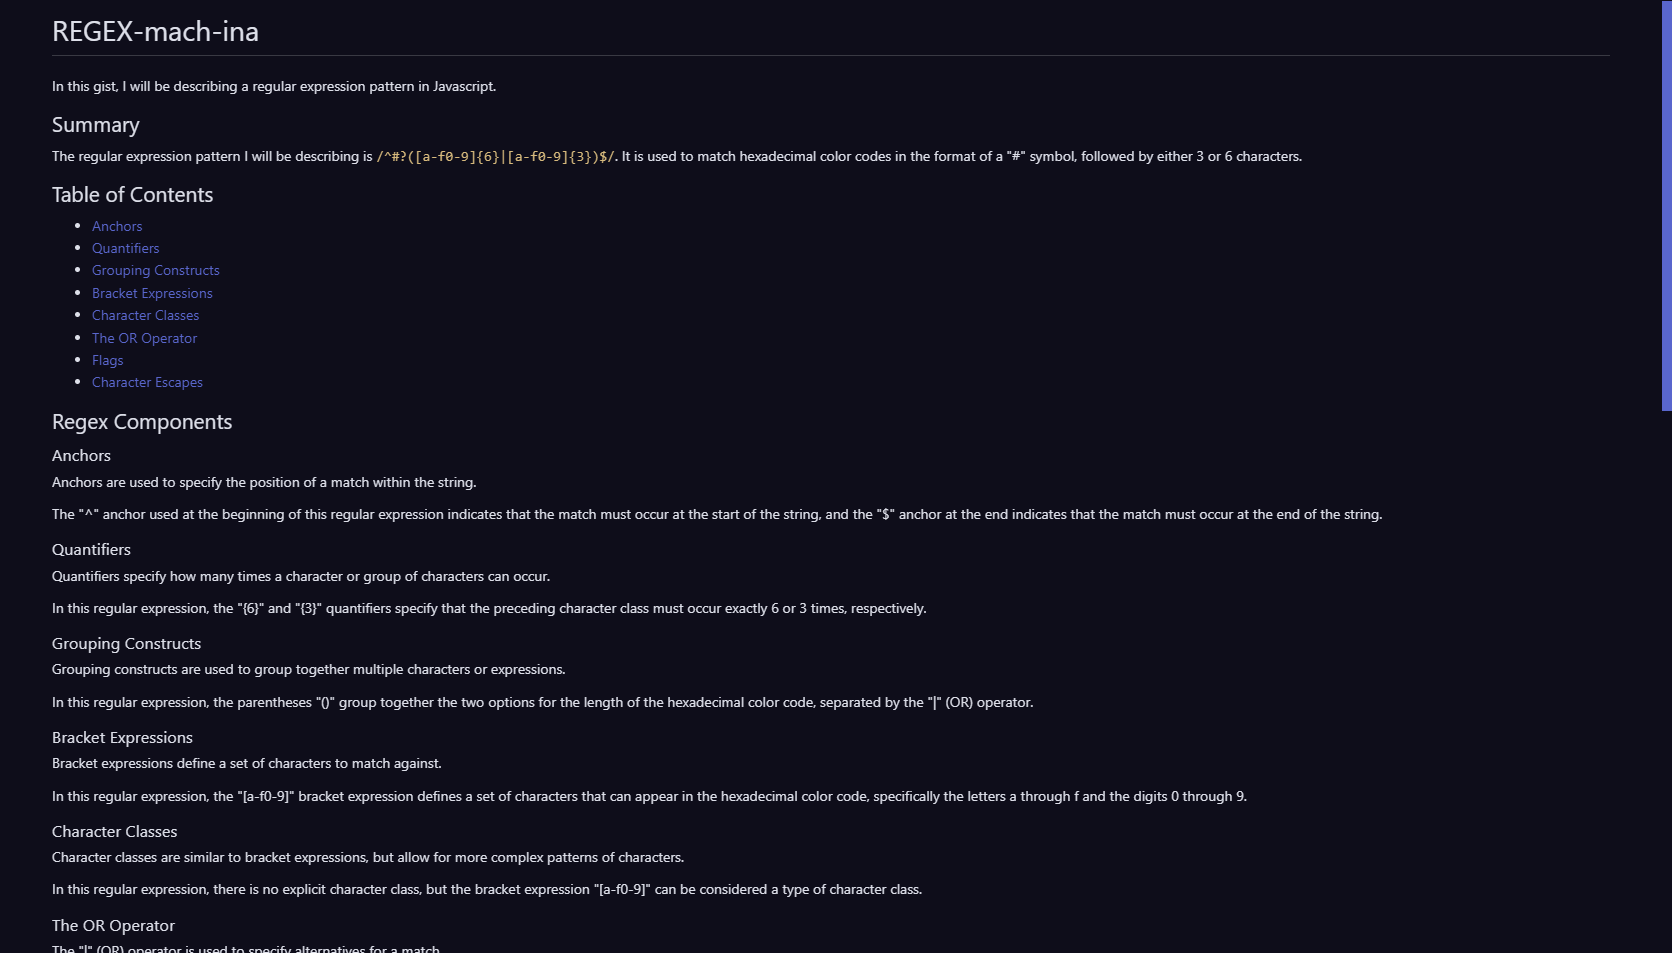 REGEX-mach-ina
In this gist, I will be describing a regular expression pattern in Javascript.
Summary
The regular expression pattern I will be describing is /^#?([a-f0-9]{6}|[a-f0-9]{3})$/. It is used to match hexadecimal color codes in the format of a "#" symbol, followed by either 3 or 6 characters.
Table of Contents
Anchors
Quantifiers
Grouping Constructs
Bracket Expressions
Character Classes
The OR Operator
Flags
Character Escapes
Regex Components
Anchors
Anchors are used to specify the position of a match within the string.
The "^" anchor used at the beginning of this regular expression indicates that the match must occur at the start of the string, and the "$" anchor at the end indicates that the match must occur at the end of the string.
Quantifiers
Quantifiers specify how many times a character or group of characters can occur.
In this regular expression, the "{6}" and "{3}" quantifiers specify that the preceding character class must occur exactly 6 or 3 times, respectively.
Grouping Constructs
Grouping constructs are used to group together multiple characters or expressions.
In this regular expression, the parentheses "()" group together the two options for the length of the hexadecimal color code, separated by the "|" (OR) operator.
Bracket Expressions
Bracket expressions define a set of characters to match against.
In this regular expression, the "[a-f0-9]" bracket expression defines a set of characters that can appear in the hexadecimal color code, specifically the letters a through f and the digits 0 through 9.
Character Classes
Character classes are similar to bracket expressions, but allow for more complex patterns of characters.
In this regular expression, there is no explicit character class, but the bracket expression "[a-f0-9]" can be considered a type of character class.
The OR Operator
The "|" (OR) operator is used to specify alternatives for a match.